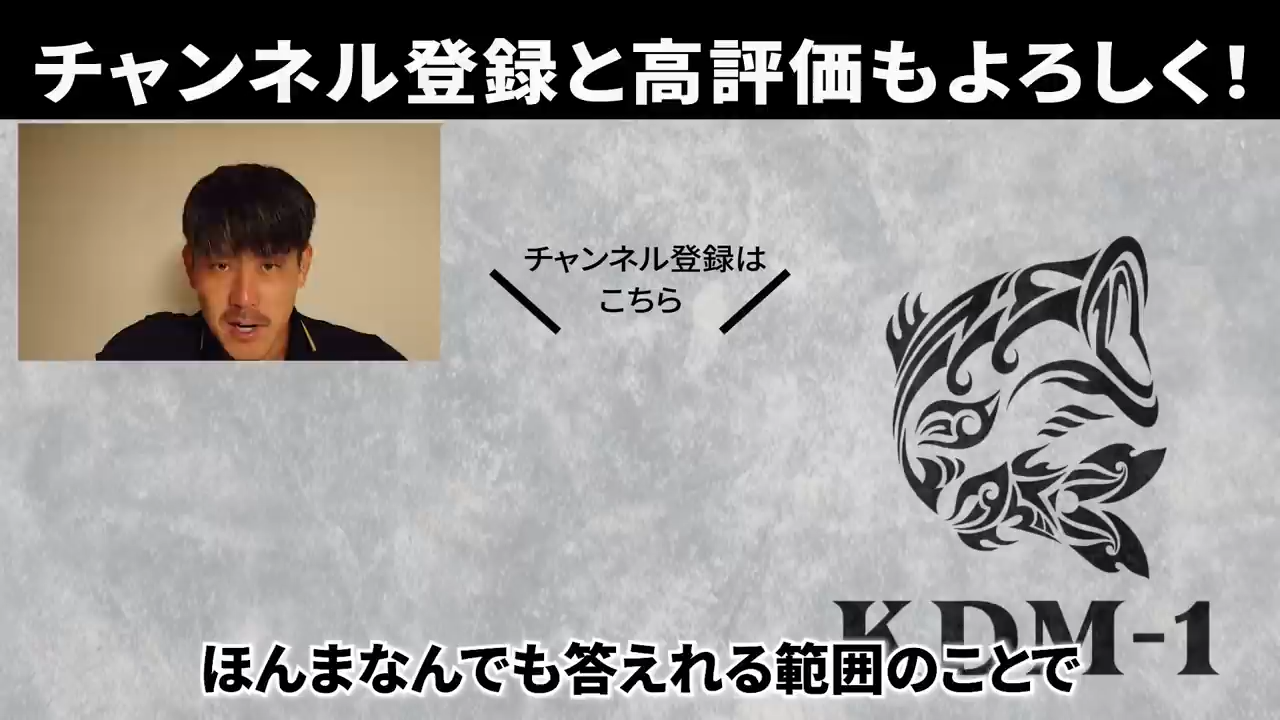 チャンネル登録と高評価もよろしく!
チャンネル登録は
こちら
KDM-1
ほんまなんでも答えれる範囲のことで